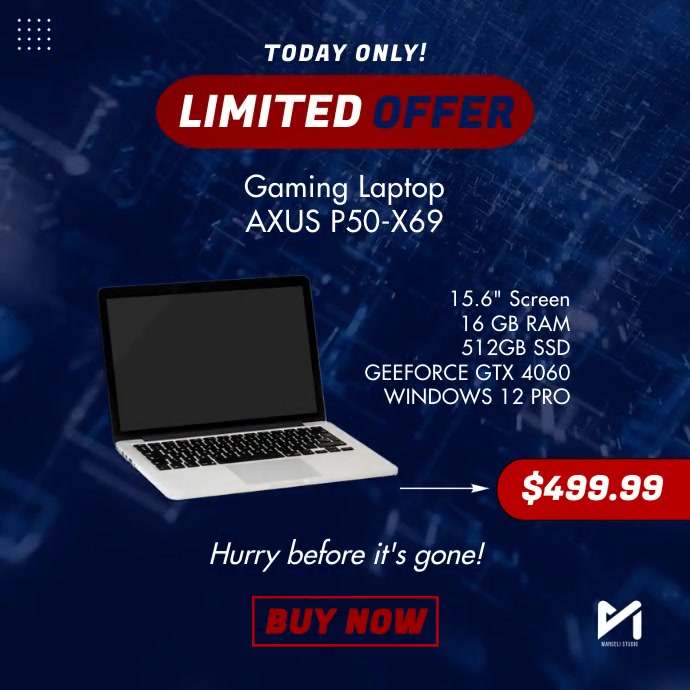 TODAY ONLY!
LIMITED OFFER
Gaming Laptop
AXUS P50-X69
15.6" Screen
16 GB RAM
512GB SSD
GEEFORCE GTX 4060
WINDOWS 12 PRO
$499.99
Hurry before it's gone!
BUY NOW
MARCELI STUDIO